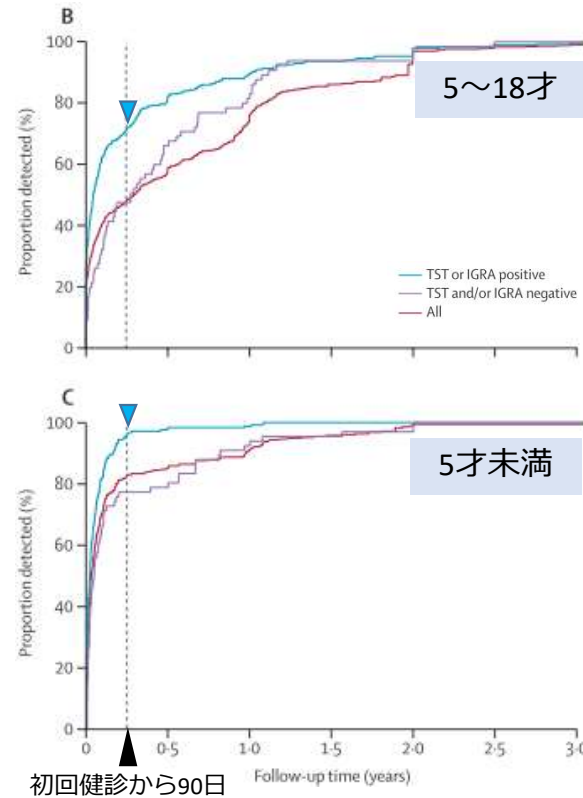 B
5～18才
100
80
60
40
20
0
Proportion detected (%)
TST or IGRA positive
TST and/or IGRA negative
All
C
5才未満
100
80
60
40
20
0
Proportion detected (%)
0 0·5 1·0 1·5 2·0 2·5 3·0
Follow-up time (years)
初回健診から90日